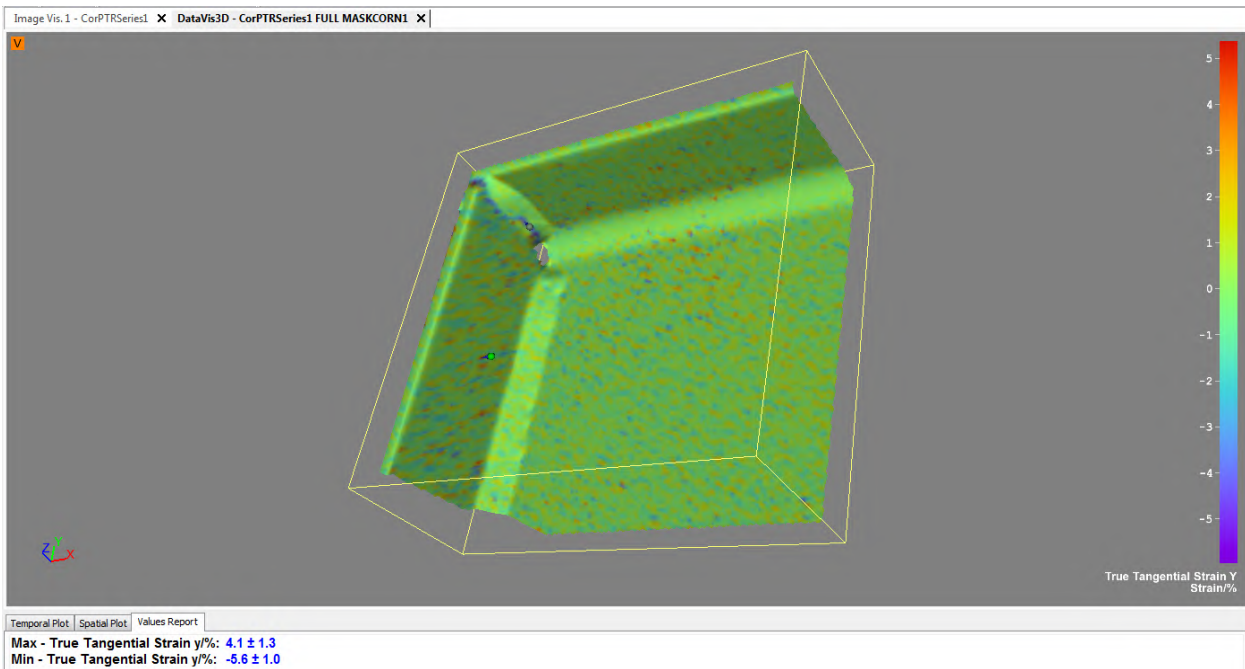 Image Vis. 1 - CorPTRSeries1 X DataVis3D - CorPTRSeries1 FULL MASKCORN1 X
V
5
4
3
2
1
0
-1
-2
-3
-4
-5
Z Y X
True Tangential Strain Y
Strain/%
Temporal Plot Spatial Plot Values Report
Max - True Tangential Strain y/%: 4.1 ± 1.3
Min - True Tangential Strain y/%: -5.6 ± 1.0